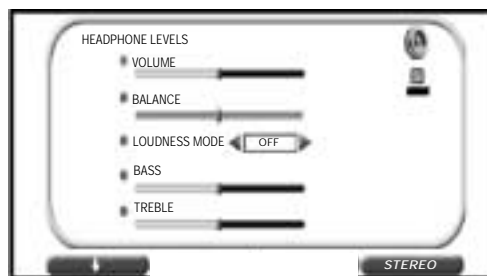 HEADPHONE LEVELS
VOLUME
BALANCE
LOUDNESS MODE OFF
BASS
TREBLE
STEREO